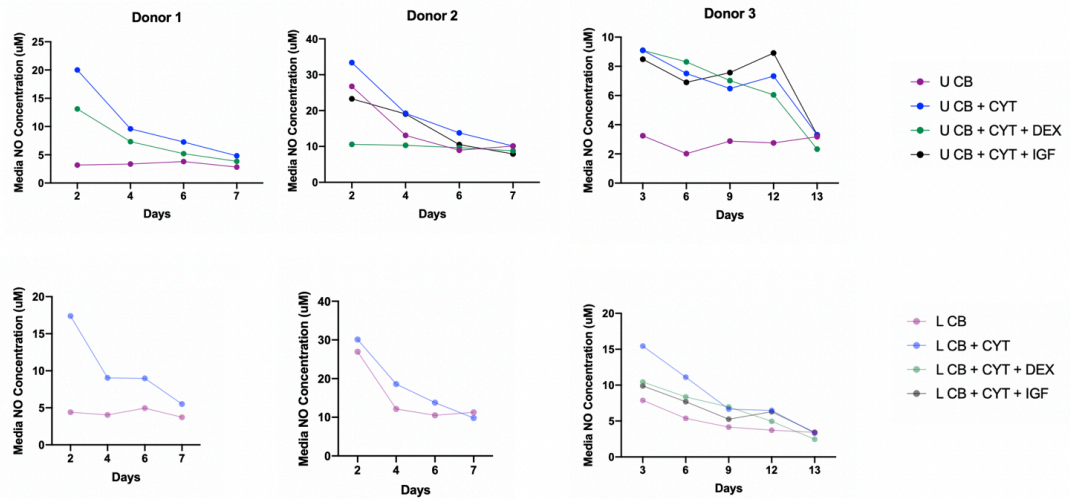 Donor 1
Media NO Concentration (uM)
25
20
15
10
5
0
2 4 6 7
Days
Donor 2
Media NO Concentration (uM)
40
30
20
10
0
2 4 6 7
Days
Donor 3
Media NO Concentration (uM)
10
8
6
4
2
0
3 6 9 12 13
Days
U CB
U CB + CYT
U CB + CYT + DEX
U CB + CYT + IGF
Media NO Concentration (uM)
20
15
10
5
0
2 4 6 7
Days
Media NO Concentration (uM)
40
30
20
10
0
2 4 6 7
Days
Media NO Concentration (uM)
20
15
10
5
0
3 6 9 12 13
Days
L CB
L CB + CYT
L CB + CYT + DEX
L CB + CYT + IGF